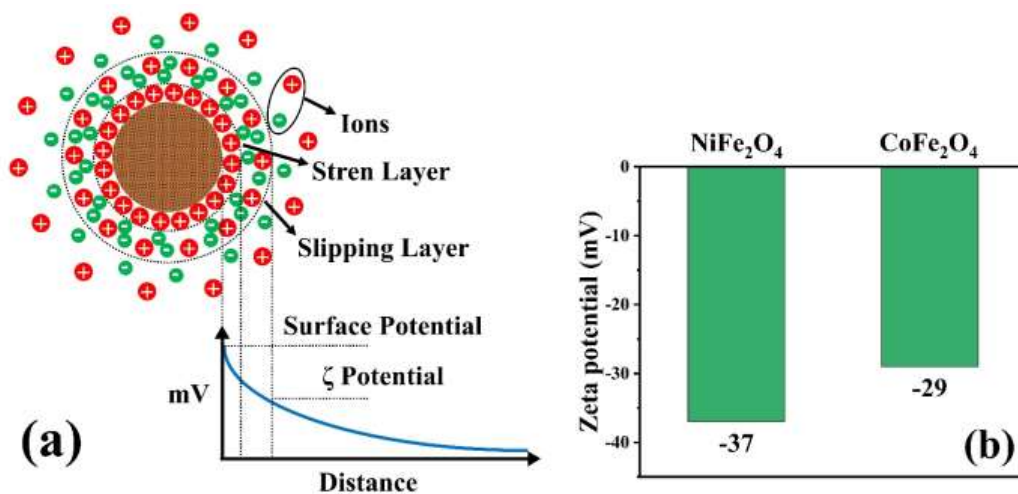 Ions
Stren Layer
Slipping Layer
Surface Potential
ζ Potential
mV
Distance
(a)
NiFe₂O₄ CoFe₂O₄
0
-10
-20
-30
-40
Zeta potential (mV)
-37
-29
(b)